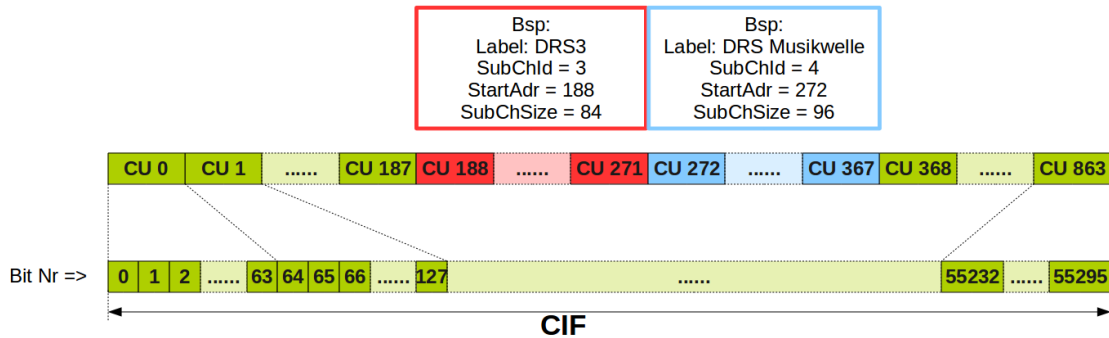 Bsp:
Label: DRS3
SubChId = 3
StartAdr = 188
SubChSize = 84
Bsp:
Label: DRS Musikwelle
SubChId = 4
StartAdr = 272
SubChSize = 96
CU 0 CU 1 ...... CU 187 CU 188 ...... CU 271 CU 272 ...... CU 367 CU 368 ...... CU 863
Bit Nr => 0 1 2 ...... 63 64 65 66 ...... 127 ...... 55232 ...... 55295
CIF